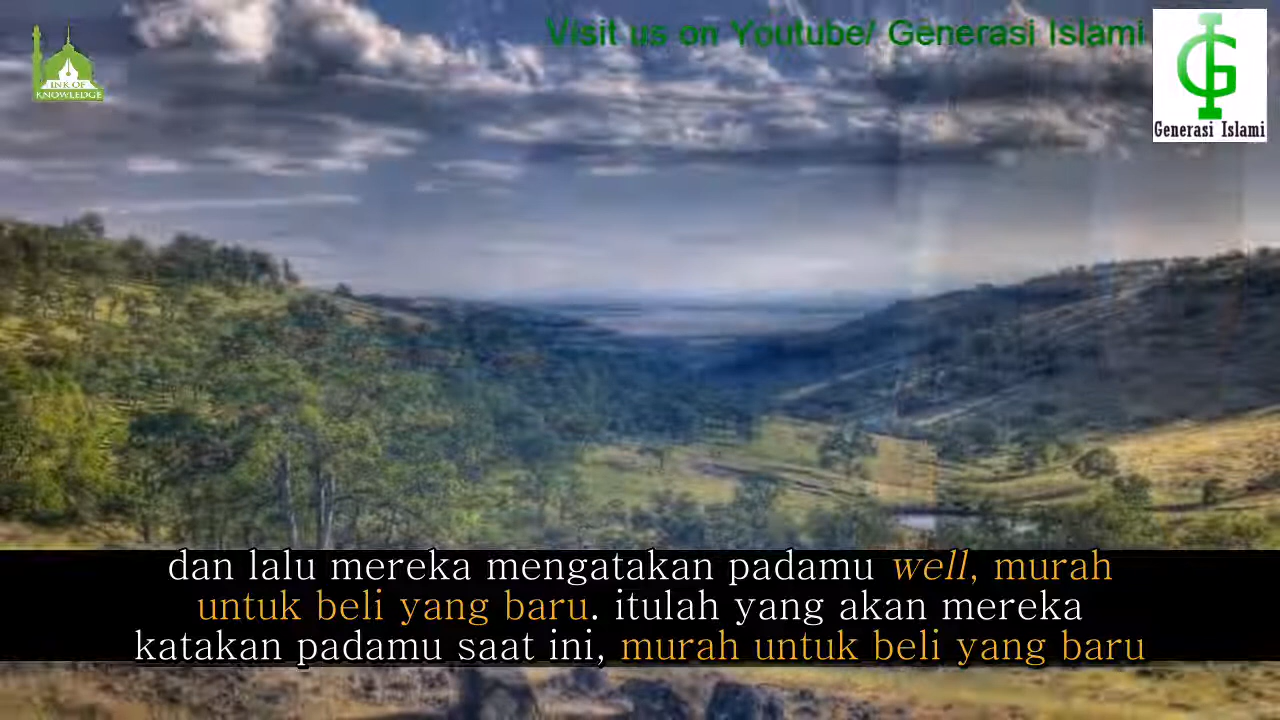 Visit us on Youtube/ Generasi Islami
INK OF
KNOWLEDGE
GI
Generasi Islami
dan lalu mereka mengatakan padamu well, murah
untuk beli yang baru. itulah yang akan mereka
katakan padamu saat ini, murah untuk beli yang baru